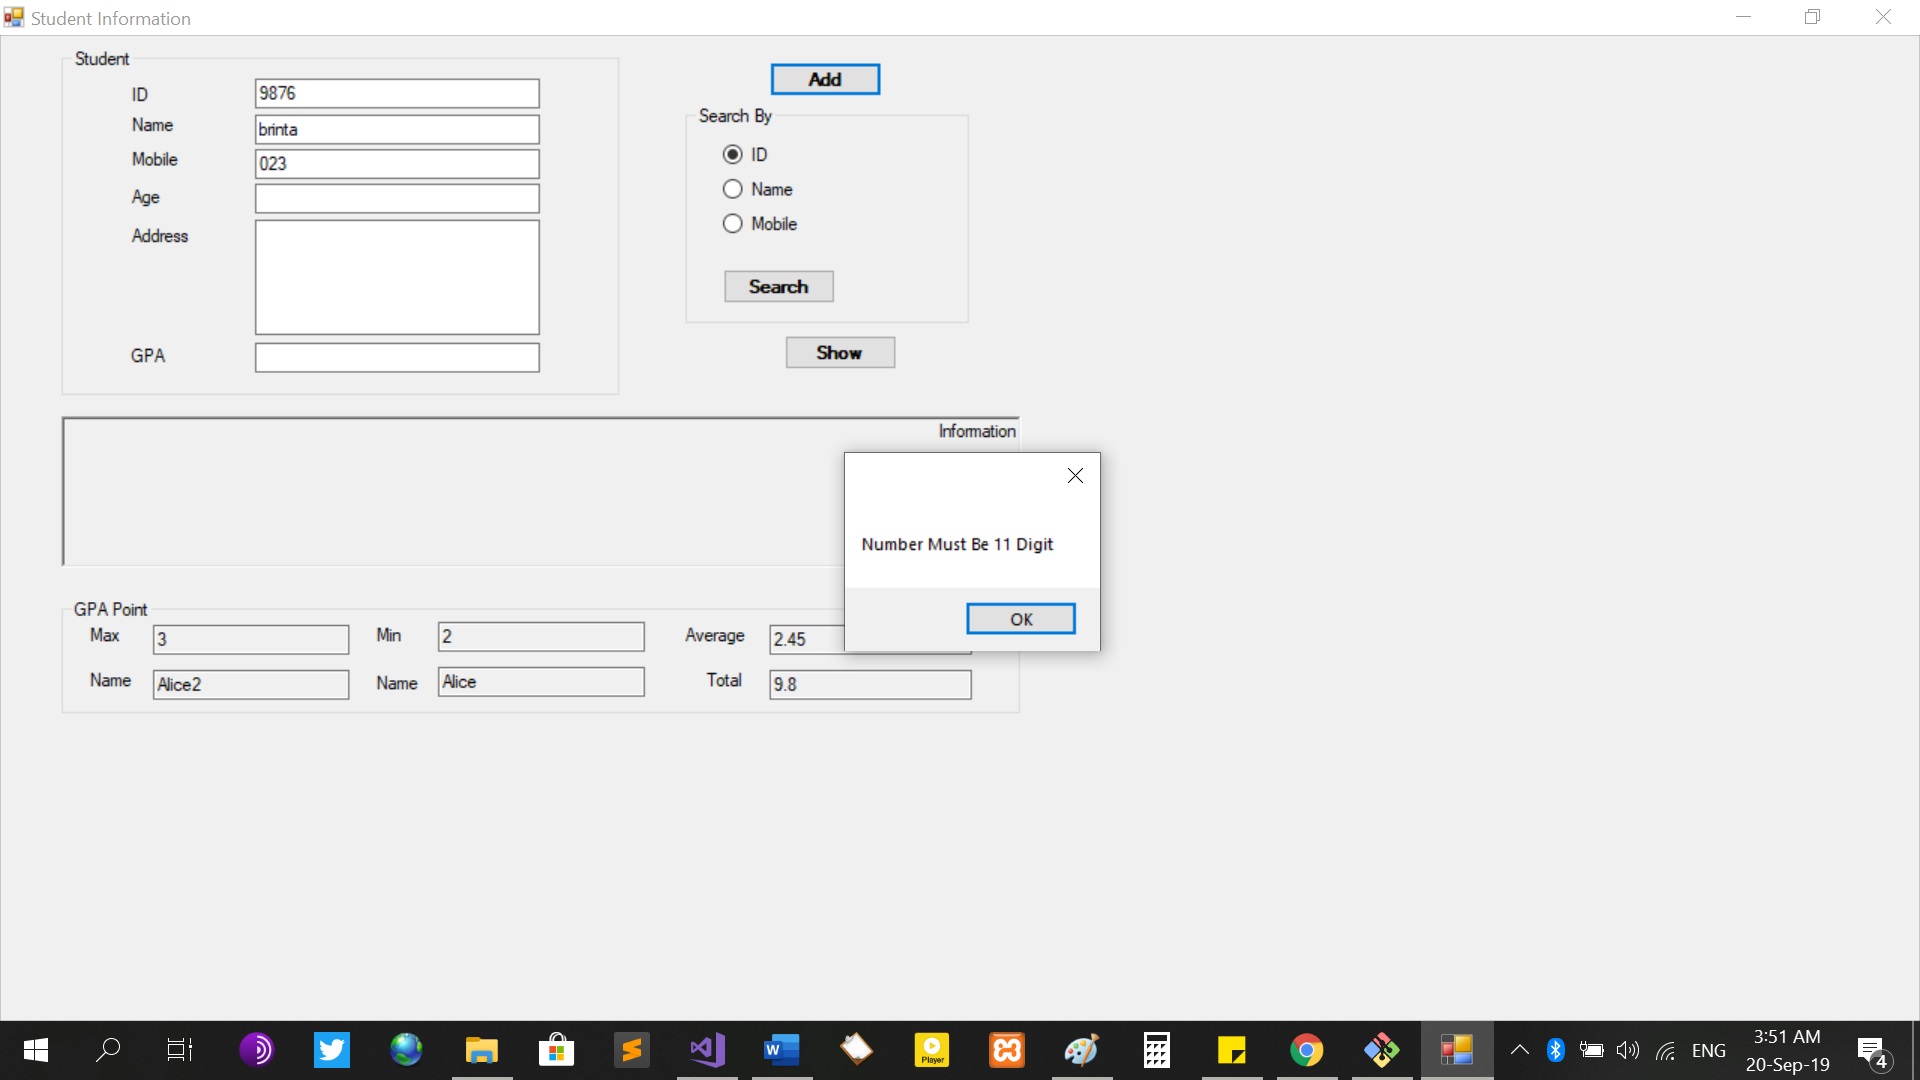 Student Information
Student
ID 9876
Name brinta
Mobile 023
Age
Address
GPA
Add
Search By
ID
Name
Mobile
Search
Show
Information
Number Must Be 11 Digit
OK
GPA Point
Max 3 Min 2 Average 2.45
Name Alice2 Name Alice Total 9.8
W
Player
ENG
3:51 AM
20-Sep-19
4